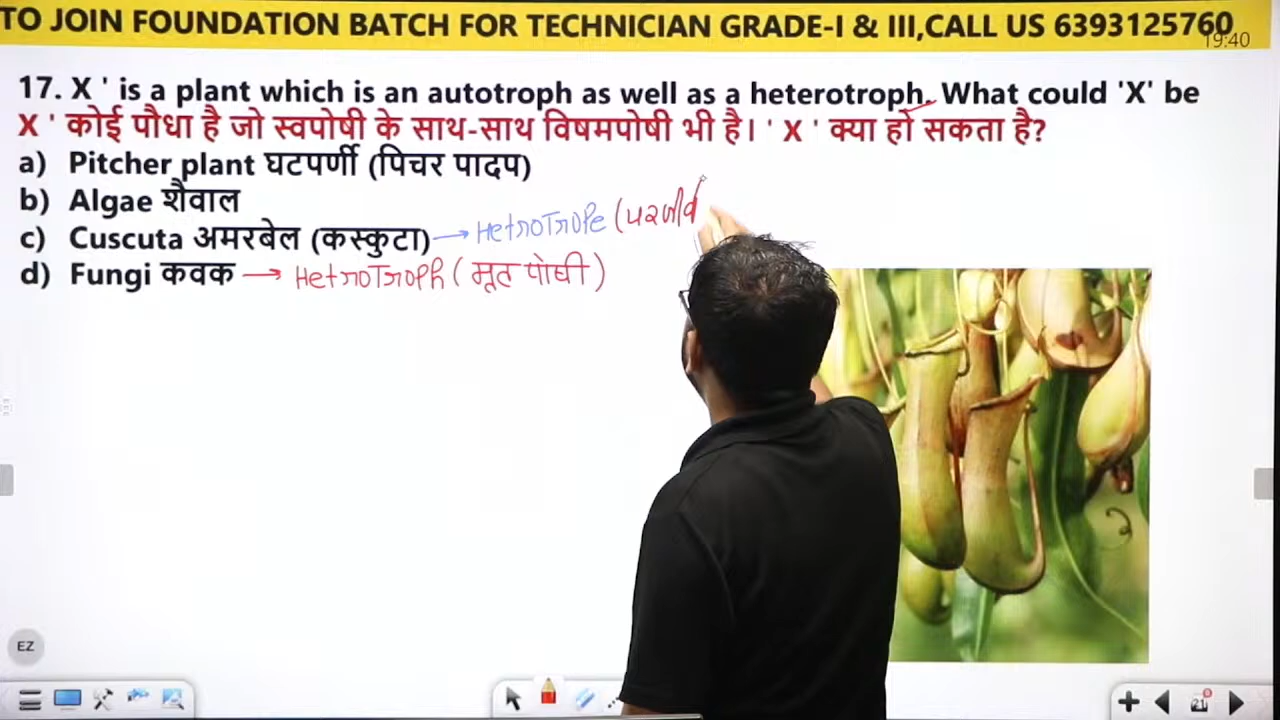 TO JOIN FOUNDATION BATCH FOR TECHNICIAN GRADE-I & III,CALL US 6393125760
19:40
17. X ' is a plant which is an autotroph as well as a heterotroph. What could 'X' be
X ' कोई पौधा है जो स्वपोषी के साथ-साथ विषमपोषी भी है। ' X ' क्या हो सकता है?
a) Pitcher plant घटपर्णी (पिचर पादप)
b) Algae शैवाल
c) Cuscuta अमरबेल (कस्कुटा) → HetroTrope (परजीव
d) Fungi कवक → HetroTroph (मृत पोषी)
EZ
21